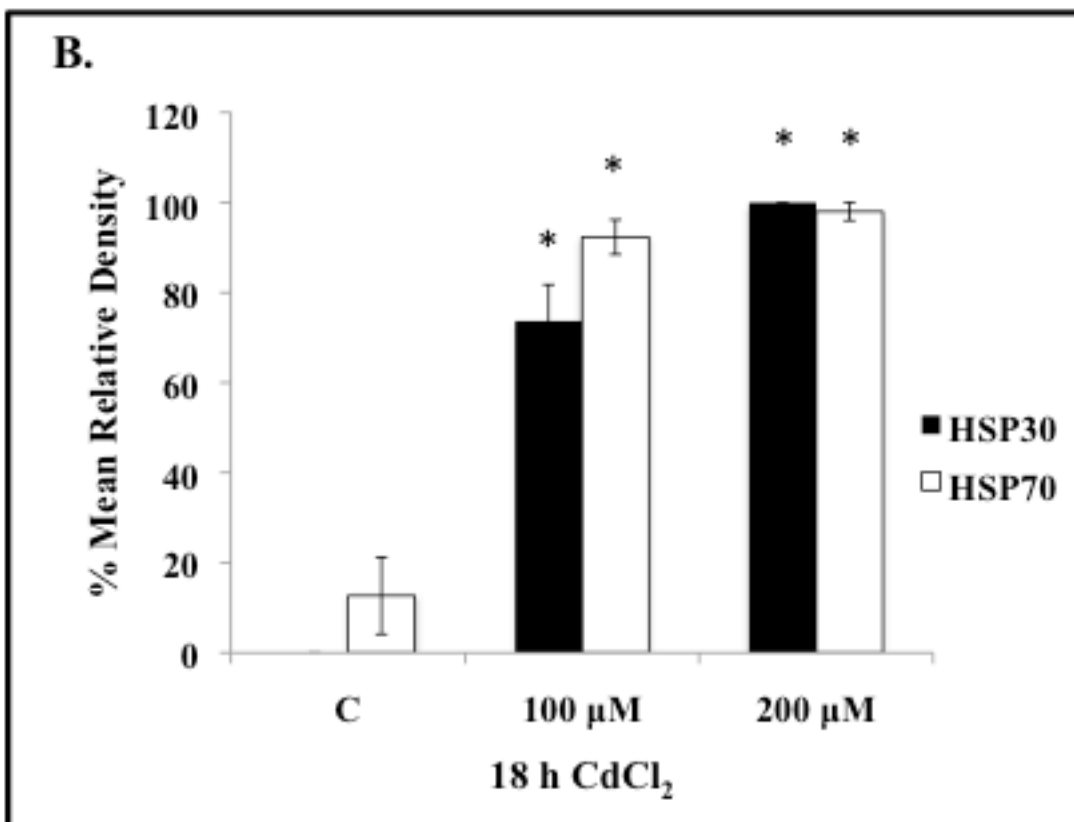 B.
% Mean Relative Density
120
100
80
60
40
20
0
* * * *
HSP30
HSP70
C 100 µM 200 µM
18 h CdCl₂